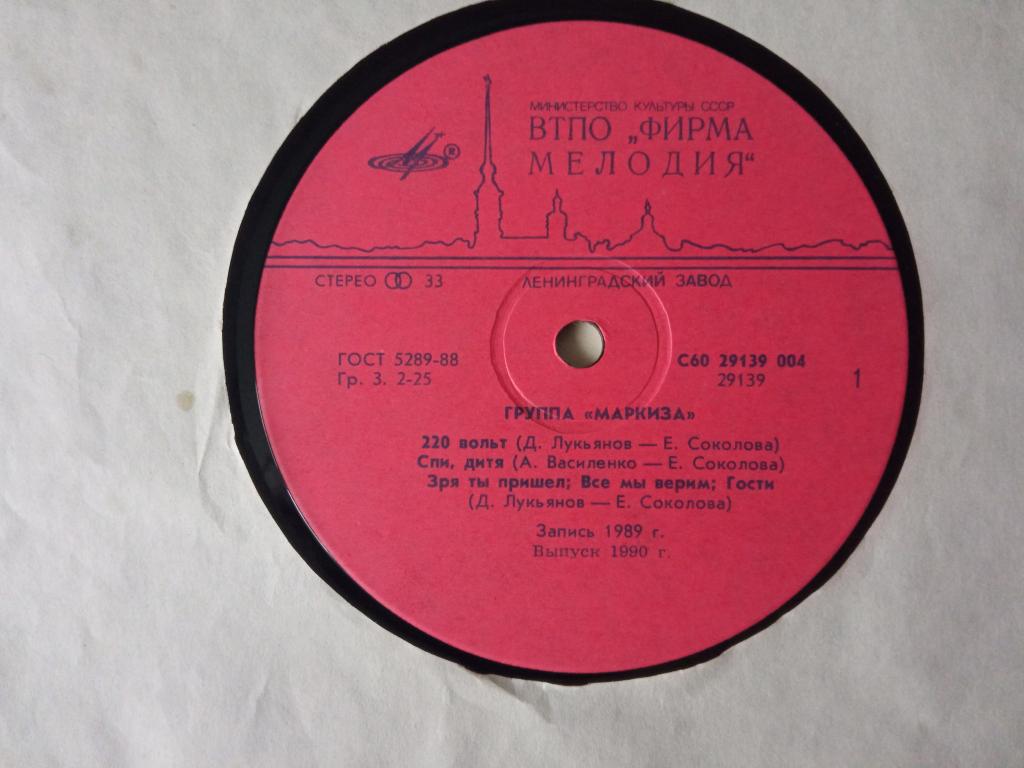 МИНИСТЕРСТВО КУЛЬТУРЫ СССР
ВТПО „ФИРМА
МЕЛОДИЯ“
®
СТЕРЕО 33 ЛЕНИНГРАДСКИЙ ЗАВОД
ГОСТ 5289-88 С60 29139 004
Гр. 3. 2-25 29139 1
ГРУППА «МАРКИЗА»
220 вольт (Д. Лукьянов — Е. Соколова)
Спи, дитя (А. Василенко — Е. Соколова)
Зря ты пришел; Все мы верим; Гости
(Д. Лукьянов — Е. Соколова)
Запись 1989 г.
Выпуск 1990 г.